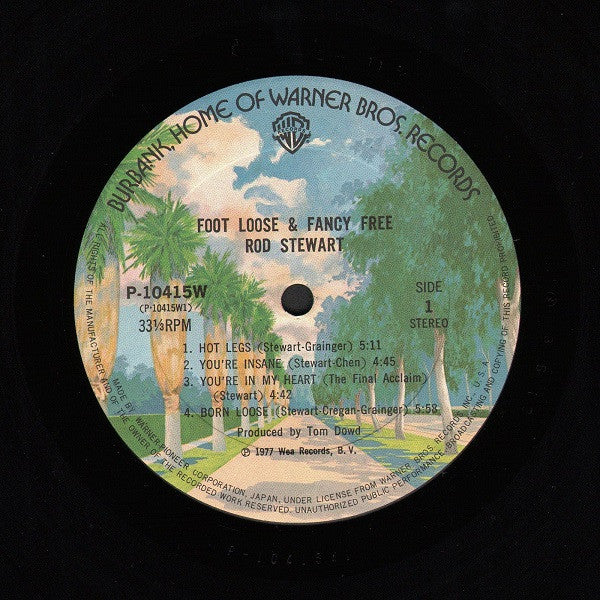 BURBANK, HOME OF WARNER BROS. RECORDS
FOOT LOOSE & FANCY FREE
ROD STEWART
P-10415W
(P-10415W1)
33⅓RPM
SIDE
1
STEREO
1. HOT LEGS (Stewart-Grainger) 5:11
2. YOU'RE INSANE (Stewart-Chen) 4:45
3. YOU'RE IN MY HEART (The Final Acclaim)
(Stewart) 4:42
4. BORN LOOSE (Stewart-Cregan-Grainger) 5:58
Produced by Tom Dowd
Ⓟ 1977 Wea Records, B. V.
MADE BY WARNER-PIONEER CORPORATION, JAPAN, UNDER LICENSE FROM WARNER BROS RECORDS INC., U. S. A.
ALL RIGHTS OF THE MANUFACTURER AND OF THE OWNER OF THE RECORDED WORK RESERVED. UNAUTHORIZED PUBLIC PERFORMANCE, BROADCASTING AND COPYING OF THIS RECORD PROHIBITED.